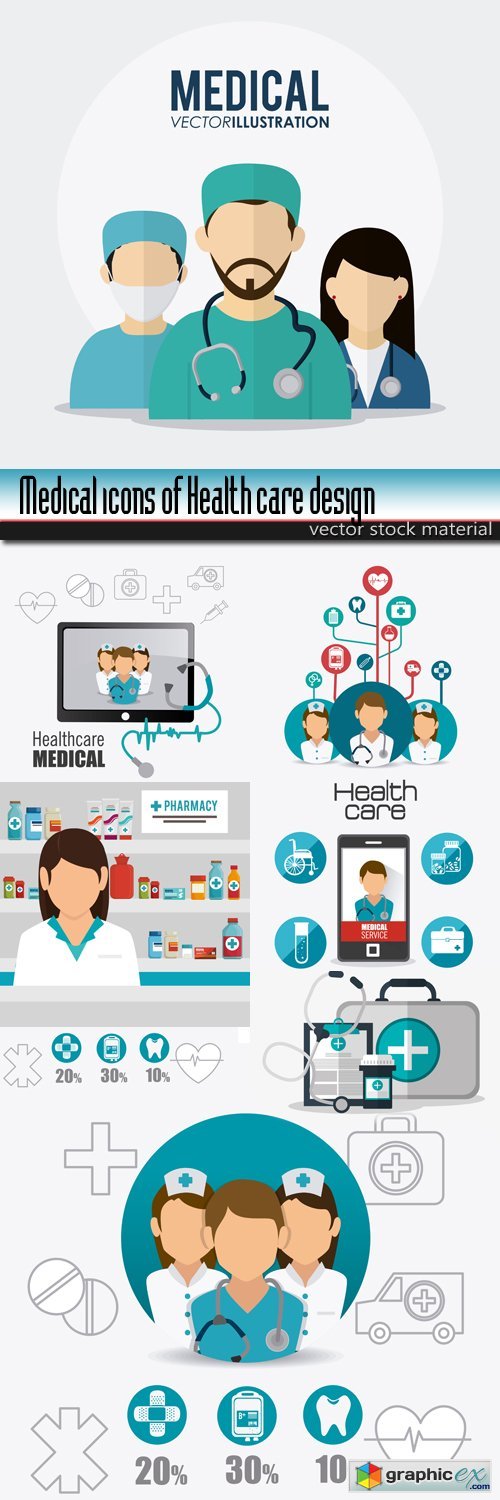 MEDICAL
VECTORILLUSTRATION
Medical icons of Health care design
vector stock material
Healthcare
MEDICAL
PHARMACY
Health
care
MEDICAL
SERVICE
20% 30% 10%
20% 30% 10
graphicex.com